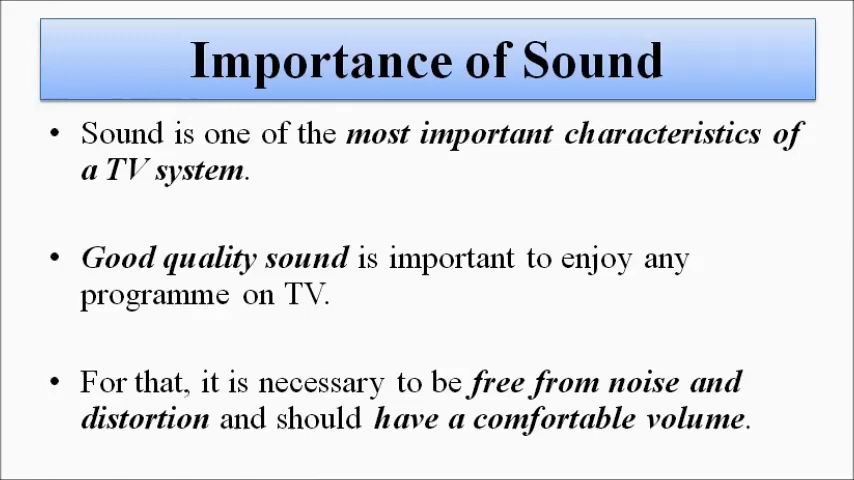 Importance of Sound
• Sound is one of the most important characteristics of
a TV system.
• Good quality sound is important to enjoy any
programme on TV.
• For that, it is necessary to be free from noise and
distortion and should have a comfortable volume.